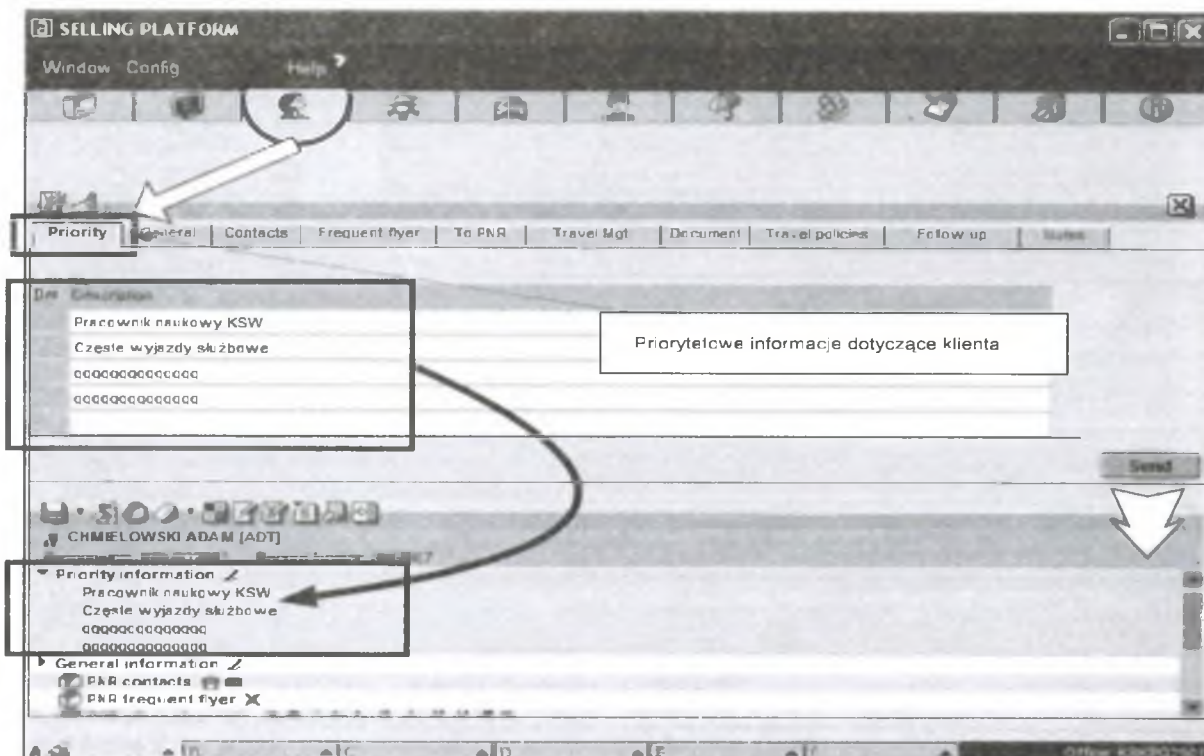 SELLING PLATFORM
Window Config Help ?
Priority General Contacts Frequent flyer To PNR Travel Mgt Document Travel policies Follow up Notes
Description
Pracownik naukowy KSW
Częste wyjazdy służbowe
qqqqqqqqqqqqqq
qqqqqqqqqqqqqq
Priorytetowe informacje dotyczące klienta
Send
CHMIELOWSKI ADAM [ADT]
Priority information
Pracownik naukowy KSW
Częste wyjazdy służbowe
qqqqqqqqqqqqqq
qqqqqqqqqqqqqq
General information
PNR contacts
PNR frequent flyer
A B C D E F